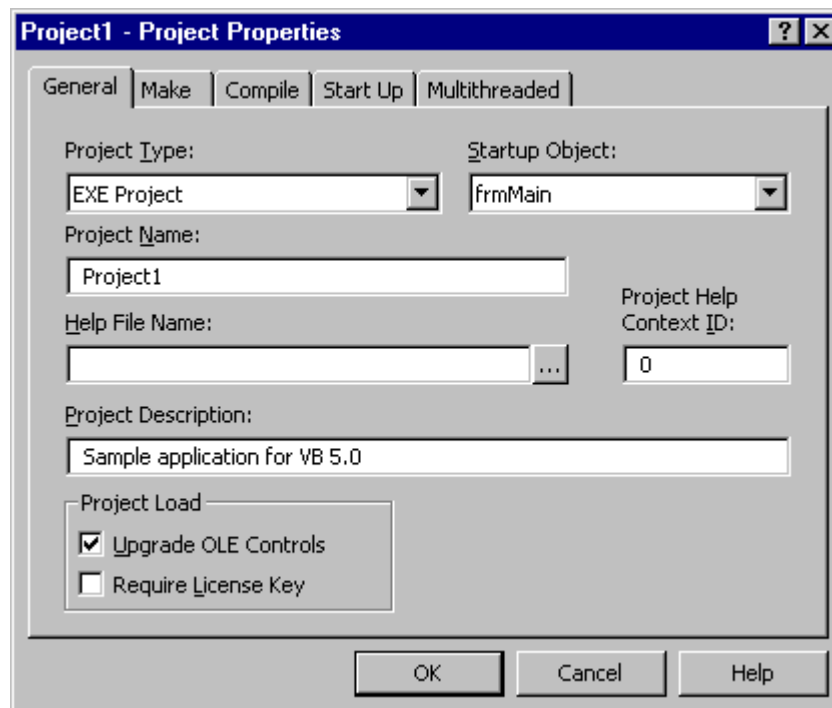 Project1 - Project Properties
General Make Compile Start Up Multithreaded
Project Type:
Startup Object:
EXE Project
frmMain
Project Name:
Project1
Help File Name:
Project Help
Context ID:
...
0
Project Description:
Sample application for VB 5.0
Project Load
Upgrade OLE Controls
Require License Key
OK Cancel Help